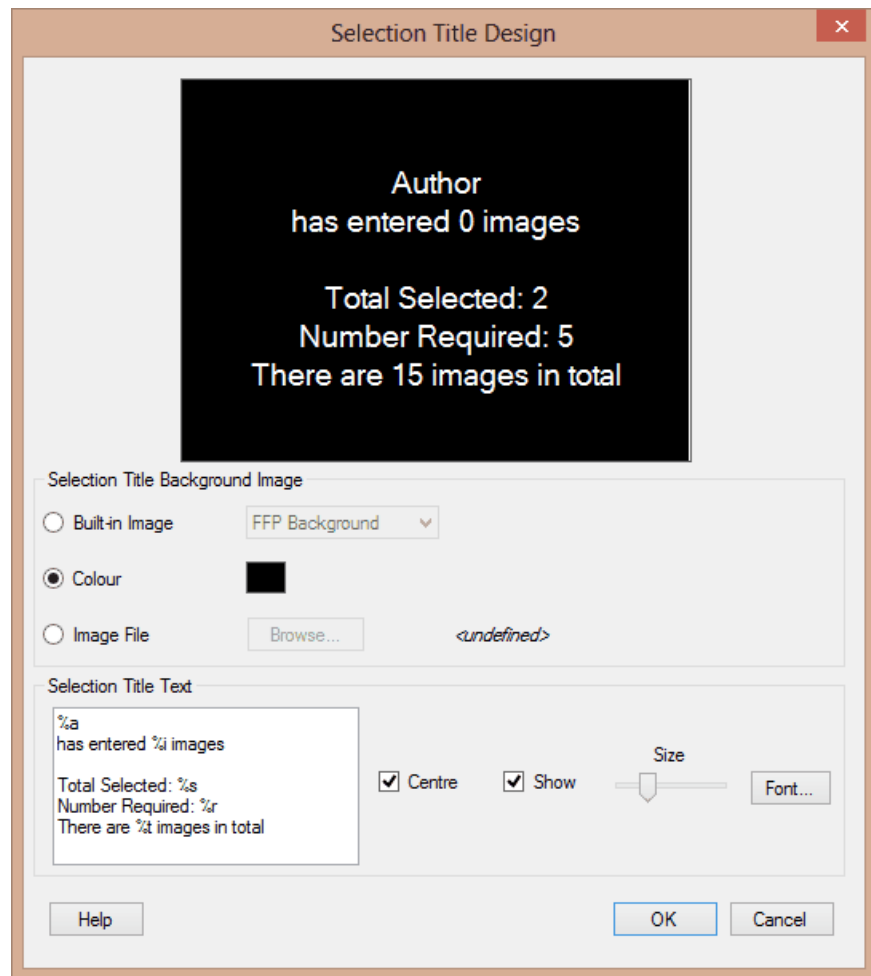 Selection Title Design
Author
has entered 0 images
Total Selected: 2
Number Required: 5
There are 15 images in total
Selection Title Background Image
Built-in Image FFP Background
Colour
Image File Browse... <undefined>
Selection Title Text
%a
has entered %i images
Total Selected: %s
Number Required: %r
There are %t images in total
Centre Show Size Font...
Help OK Cancel